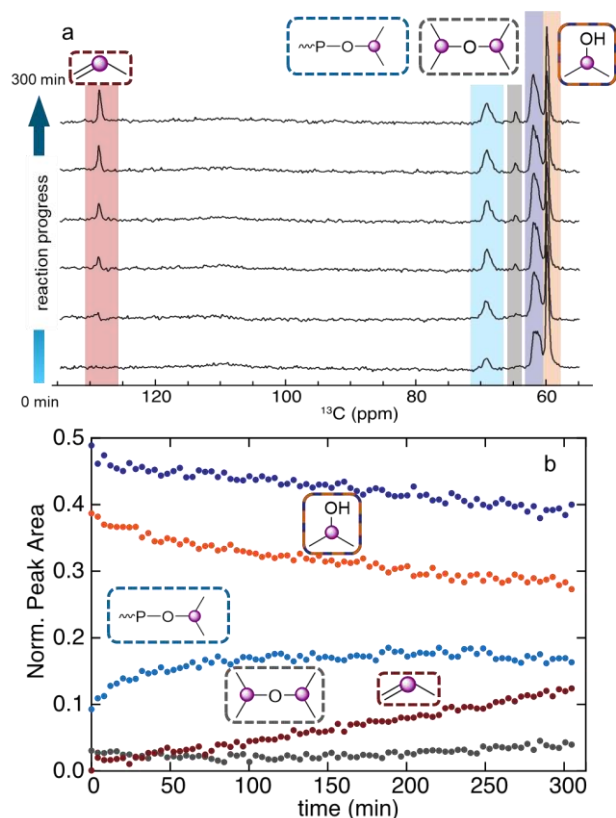 a
P
O
O
OH
300 min
reaction progress
0 min
120
100
80
60
¹³C (ppm)
b
0.5
0.4
0.3
0.2
0.1
0.0
Norm. Peak Area
OH
P
O
O
0
50
100
150
200
250
300
time (min)